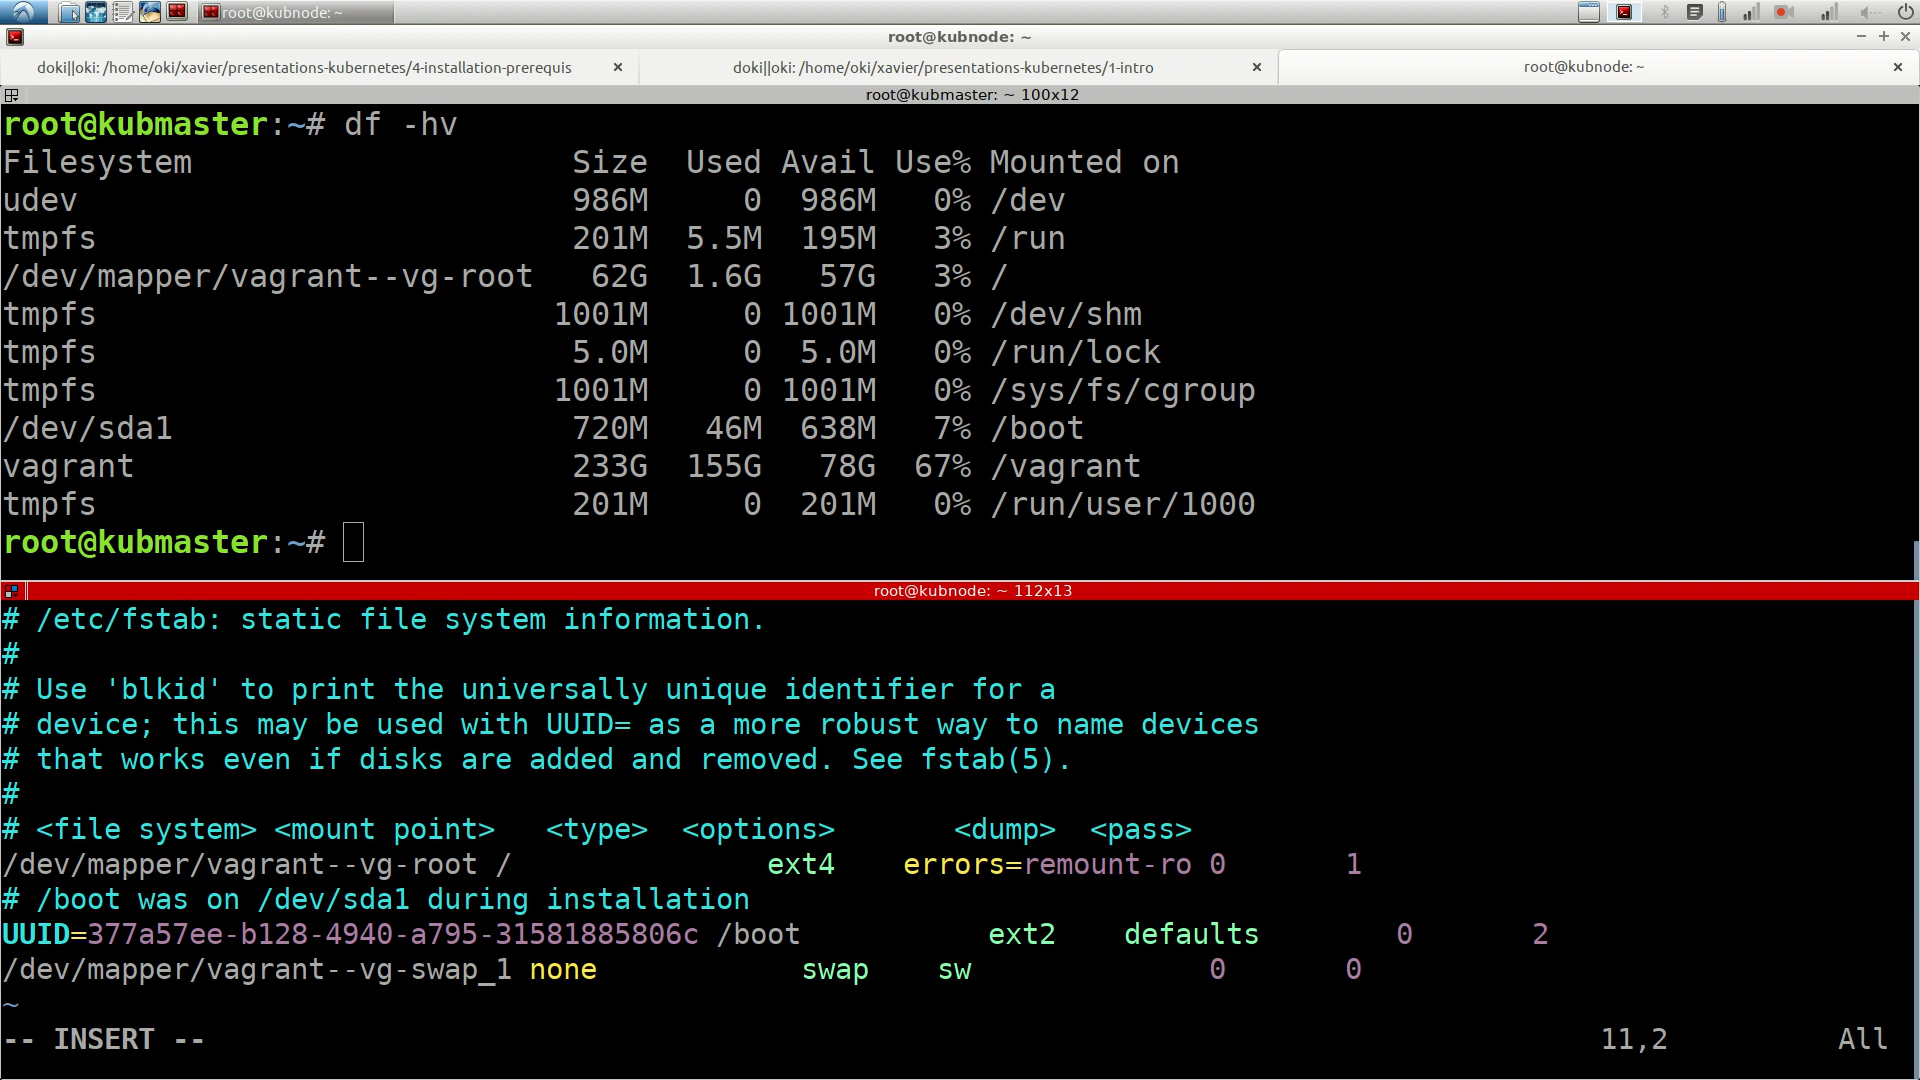 root@kubnode: ~
root@kubnode: ~
doki||oki: /home/oki/xavier/presentations-kubernetes/4-installation-prerequis
doki||oki: /home/oki/xavier/presentations-kubernetes/1-intro
root@kubnode: ~
root@kubmaster: ~ 100x12
root@kubmaster:~# df -hv
Filesystem Size Used Avail Use% Mounted on
udev 986M 0 986M 0% /dev
tmpfs 201M 5.5M 195M 3% /run
/dev/mapper/vagrant--vg-root 62G 1.6G 57G 3% /
tmpfs 1001M 0 1001M 0% /dev/shm
tmpfs 5.0M 0 5.0M 0% /run/lock
tmpfs 1001M 0 1001M 0% /sys/fs/cgroup
/dev/sda1 720M 46M 638M 7% /boot
vagrant 233G 155G 78G 67% /vagrant
tmpfs 201M 0 201M 0% /run/user/1000
root@kubmaster:~#
root@kubnode: ~ 112x13
# /etc/fstab: static file system information.
#
# Use 'blkid' to print the universally unique identifier for a
# device; this may be used with UUID= as a more robust way to name devices
# that works even if disks are added and removed. See fstab(5).
#
# <file system> <mount point> <type> <options> <dump> <pass>
/dev/mapper/vagrant--vg-root / ext4 errors=remount-ro 0 1
# /boot was on /dev/sda1 during installation
UUID=377a57ee-b128-4940-a795-31581885806c /boot ext2 defaults 0 2
/dev/mapper/vagrant--vg-swap_1 none swap sw 0 0
~
-- INSERT -- 11,2 All